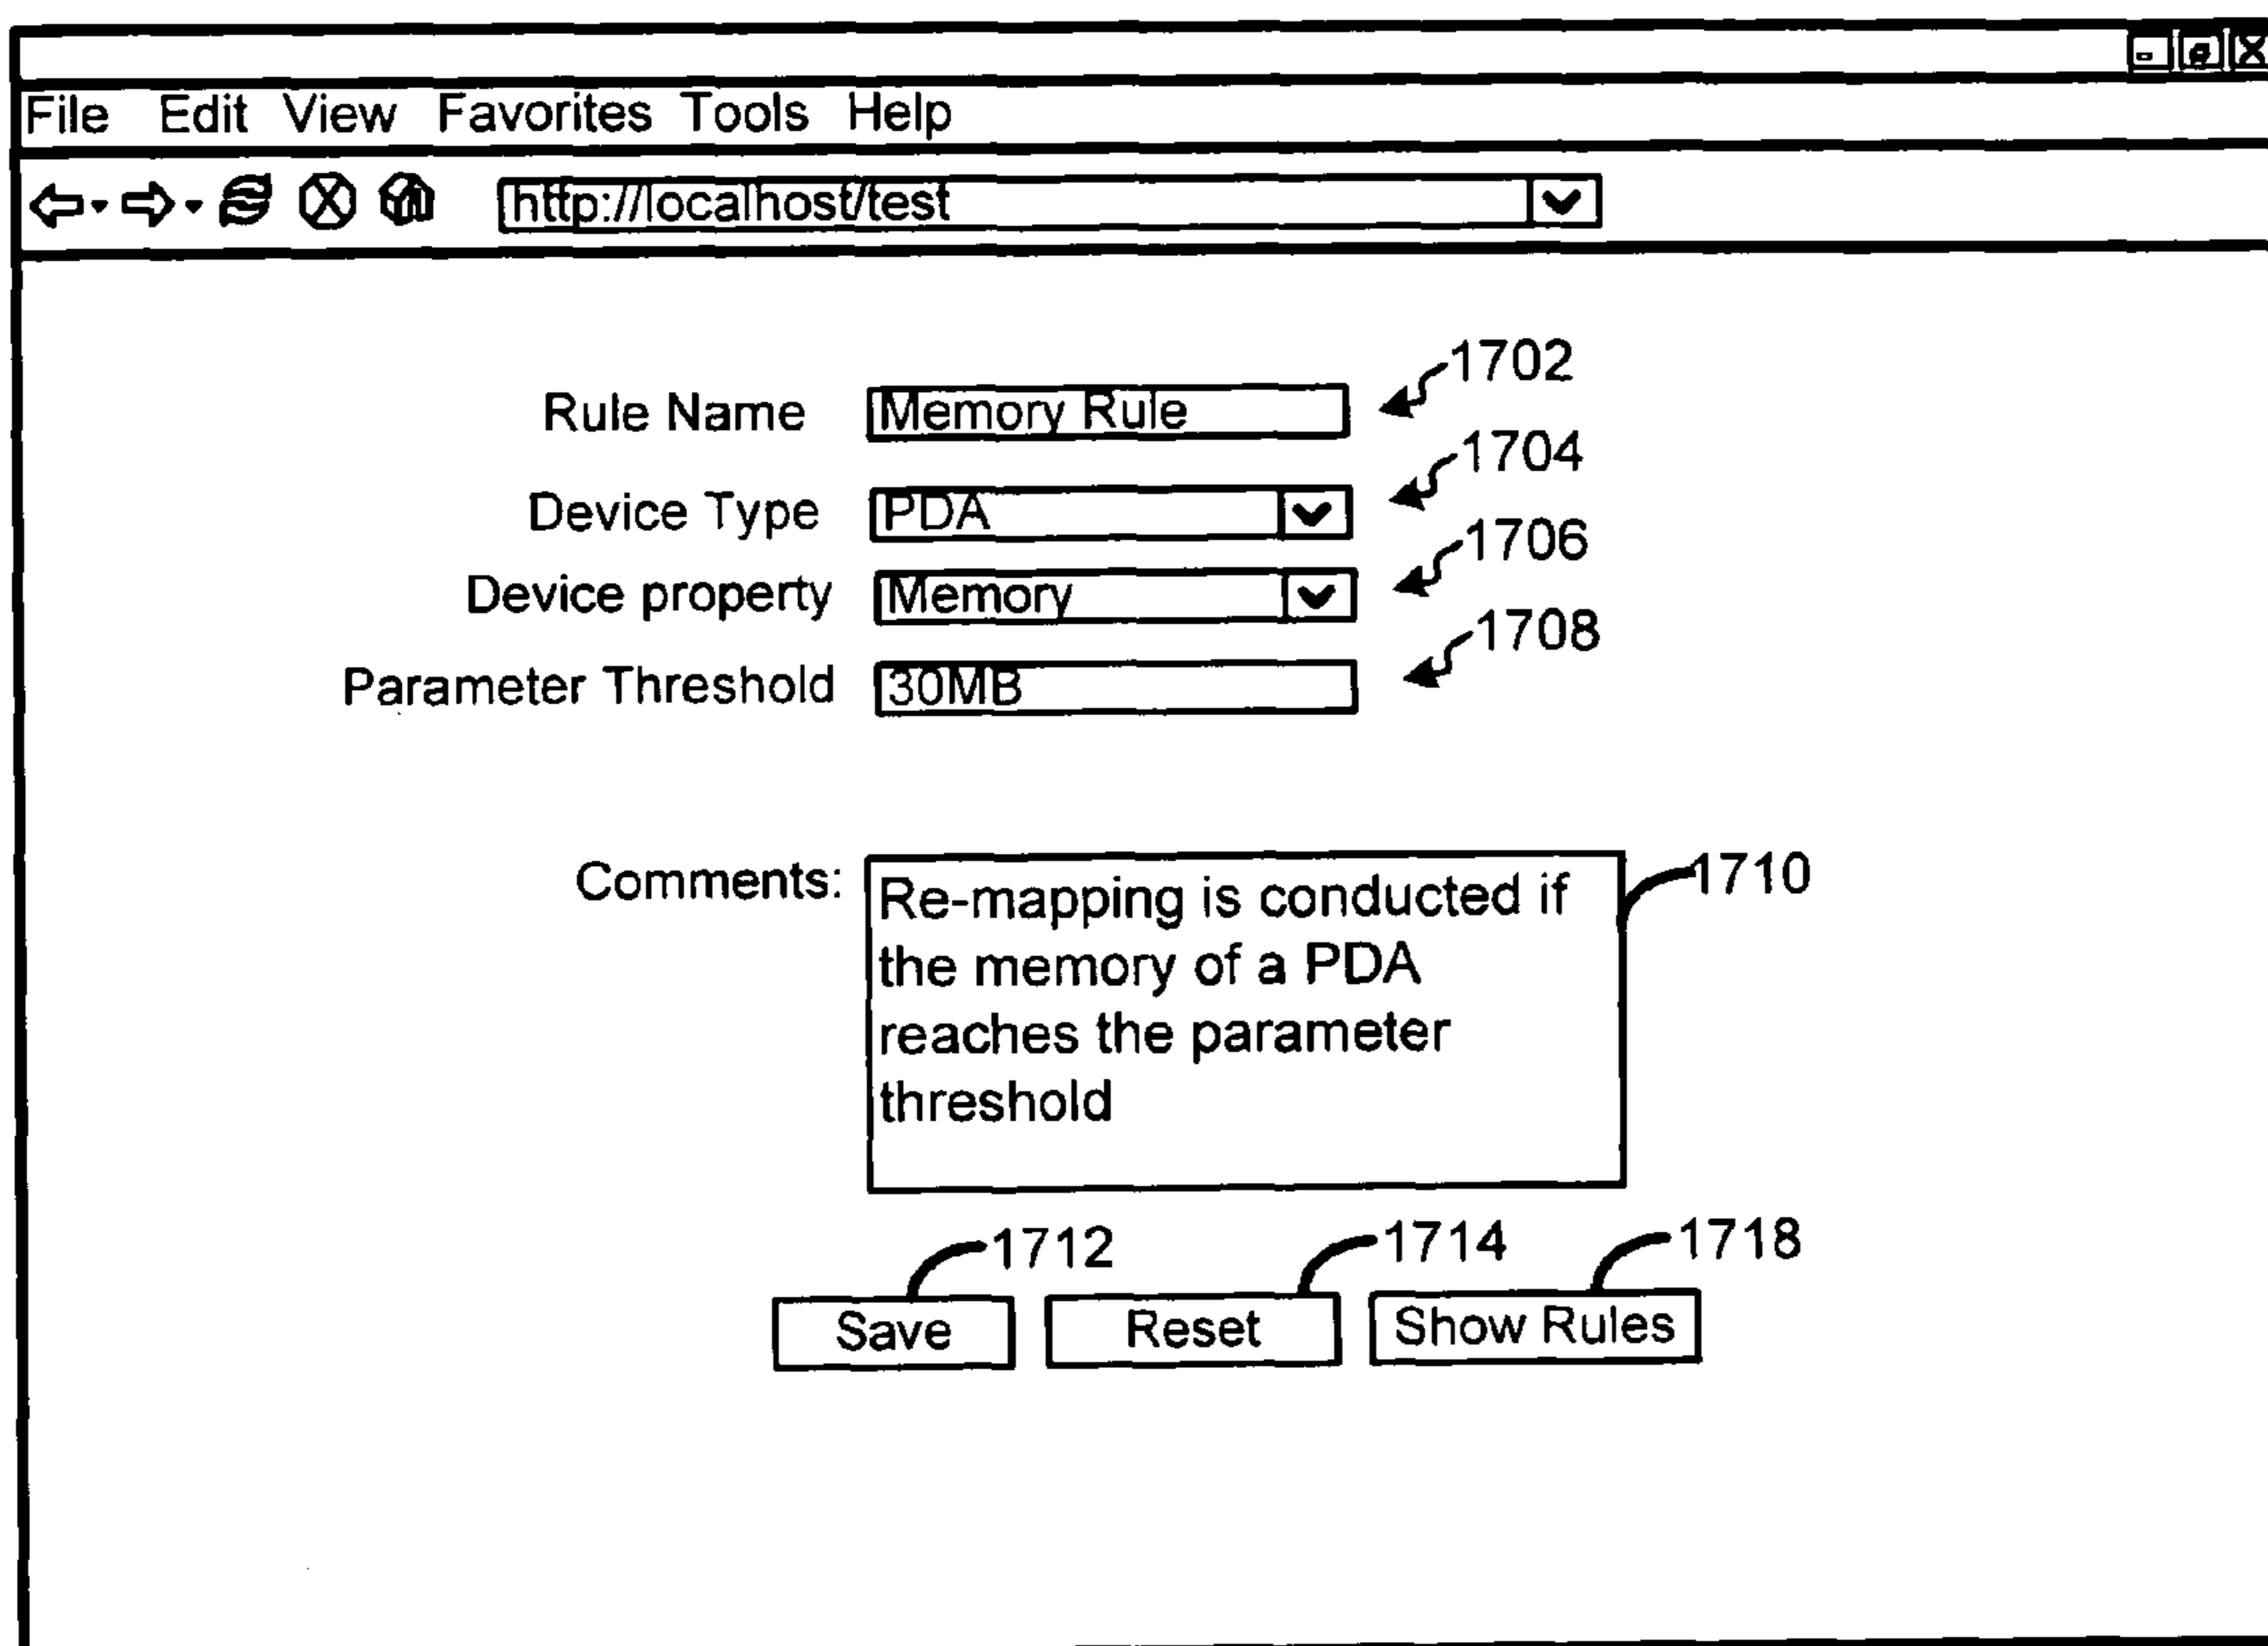 File Edit View Favorites Tools Help
http://localhost/test
Rule Name Memory Rule 1702
Device Type PDA 1704
Device property Memory 1706
Parameter Threshold 30MB 1708
Comments: Re-mapping is conducted if 1710
the memory of a PDA
reaches the parameter
threshold
1712 1714 1718
Save Reset Show Rules